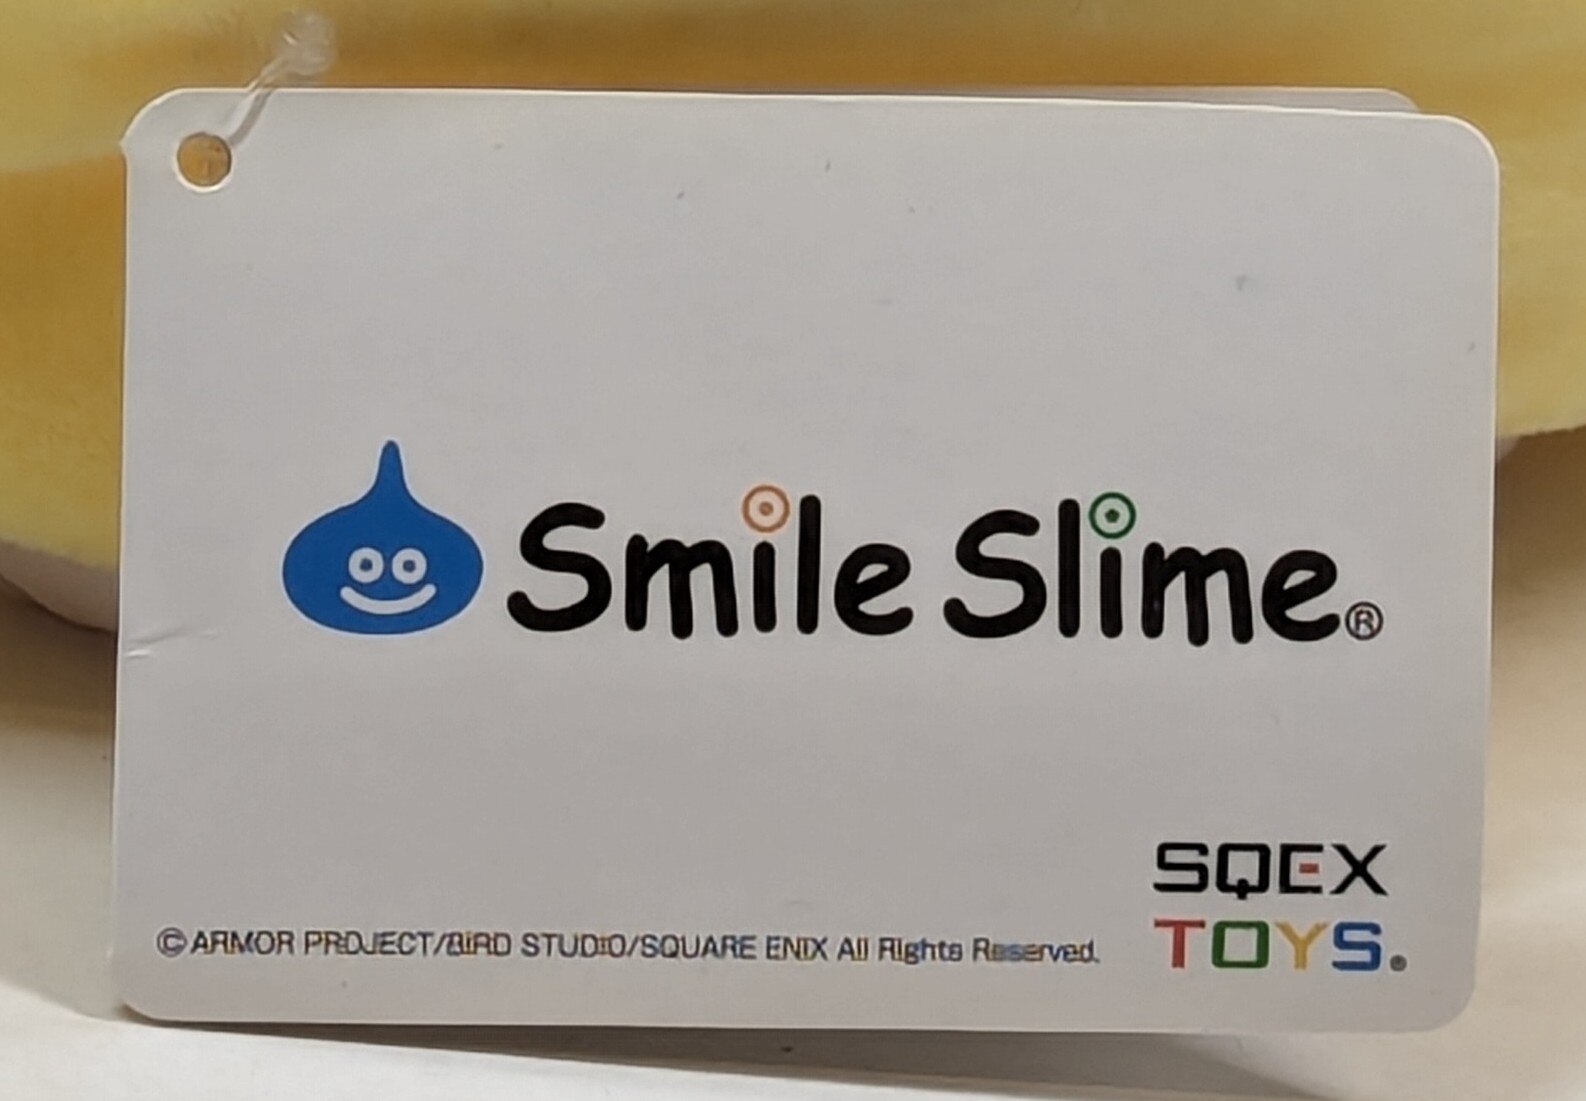 Smile Slime®
SQEX
TOYS.
©ARMOR PROJECT/BIRD STUDIO/SQUARE ENIX All Rights Reserved.